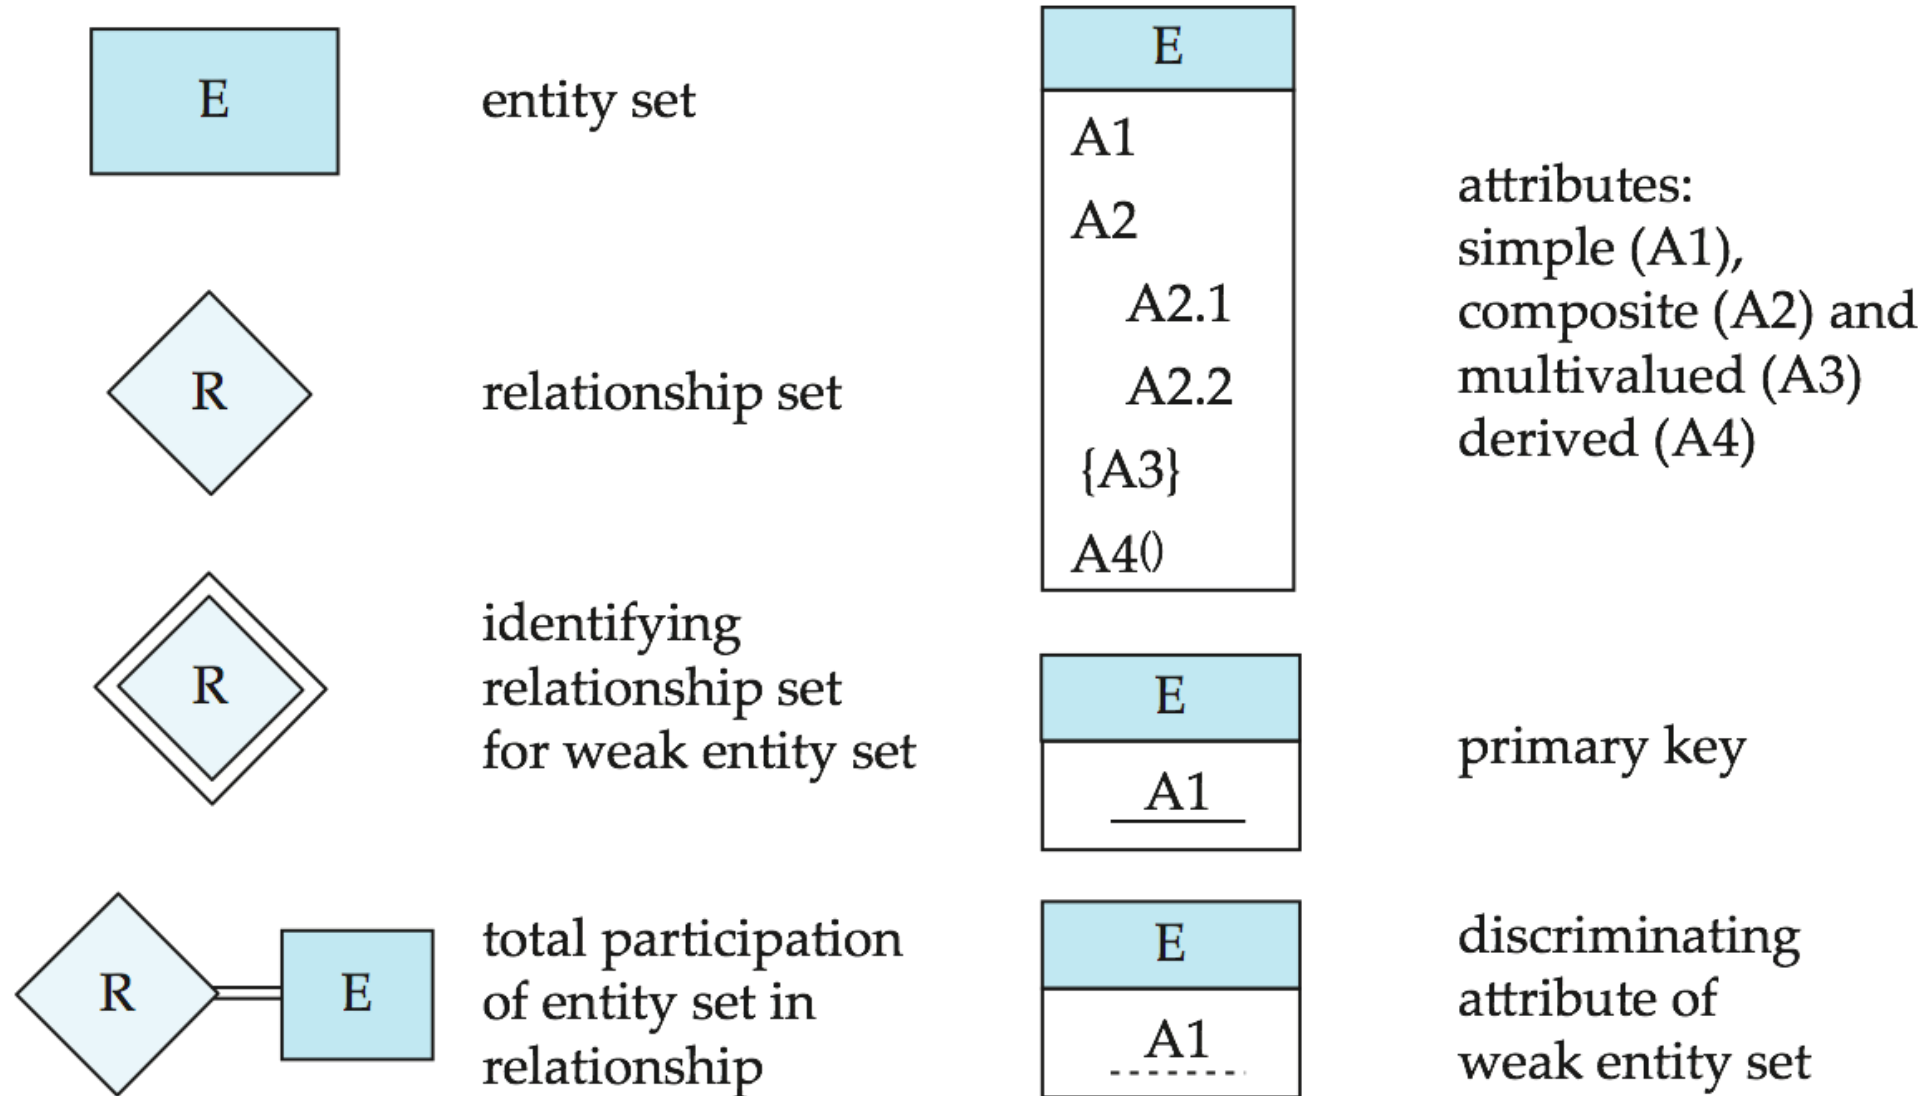 E
entity set
R
relationship set
R
identifying
relationship set
for weak entity set
R
E
total participation
of entity set in
relationship
E
A1
A2
A2.1
A2.2
{A3}
A4()
attributes:
simple (A1),
composite (A2) and
multivalued (A3)
derived (A4)
E
A1
primary key
E
A1
discriminating
attribute of
weak entity set